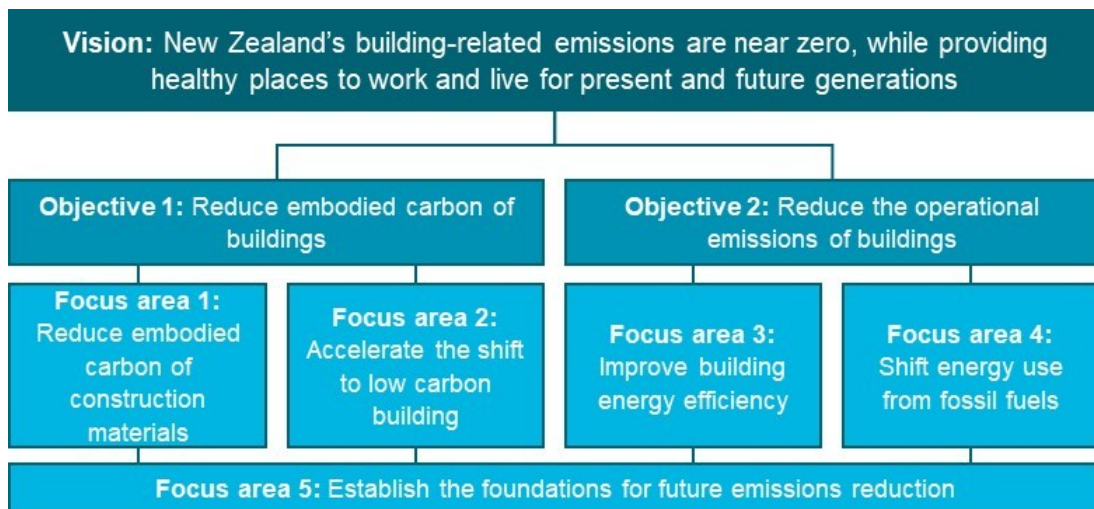 Vision: New Zealand's building-related emissions are near zero, while providing
healthy places to work and live for present and future generations
Objective 1: Reduce embodied carbon of
buildings
Objective 2: Reduce the operational
emissions of buildings
Focus area 1:
Reduce embodied
carbon of
construction
materials
Focus area 2:
Accelerate the shift
to low carbon
building
Focus area 3:
Improve building
energy efficiency
Focus area 4:
Shift energy use
from fossil fuels
Focus area 5: Establish the foundations for future emissions reduction